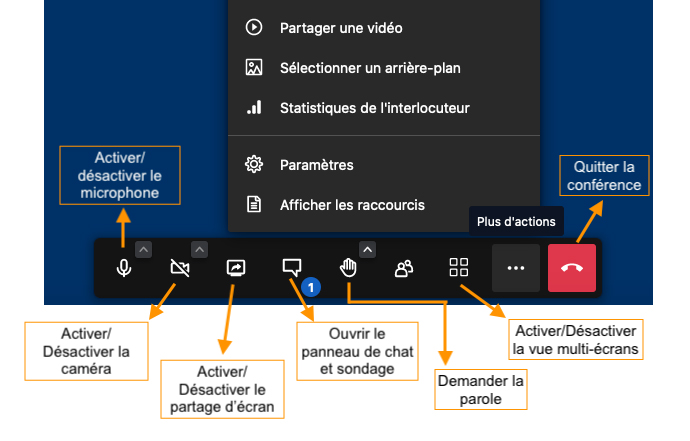 Partager une vidéo
Sélectionner un arrière-plan
Statistiques de l'interlocuteur
Paramètres
Afficher les raccourcis
Activer/
désactiver le
microphone
Quitter la
conférence
Plus d'actions
1
Activer/
Désactiver la
caméra
Activer/
Désactiver le
partage d'écran
Ouvrir le
panneau de chat
et sondage
Demander la
parole
Activer/Désactiver
la vue multi-écrans